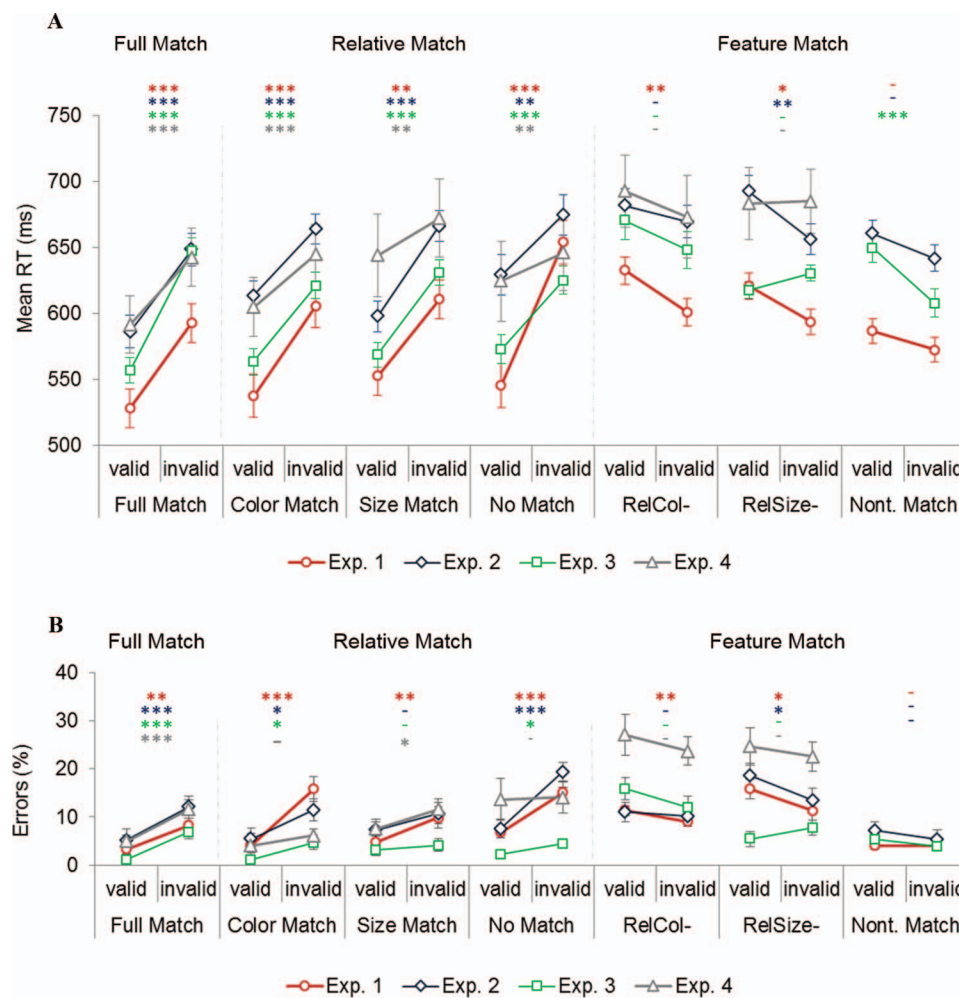 A
Full Match Relative Match Feature Match
*** *** ** *** ** * -
*** *** *** ** - ** -
*** *** *** *** - - ***
*** *** ** ** - -
750
700
650
600
550
500
Mean RT (ms)
valid invalid valid invalid valid invalid valid invalid valid invalid valid invalid valid invalid
Full Match Color Match Size Match No Match RelCol- RelSize- Nont. Match
Exp. 1 Exp. 2 Exp. 3 Exp. 4
B
Full Match Relative Match Feature Match
40
30
20
10
0
Errors (%)
** *** ** *** ** * -
*** * - *** - * -
*** * - * - - -
*** – * - - -
valid invalid valid invalid valid invalid valid invalid valid invalid valid invalid valid invalid
Full Match Color Match Size Match No Match RelCol- RelSize- Nont. Match
Exp. 1 Exp. 2 Exp. 3 Exp. 4